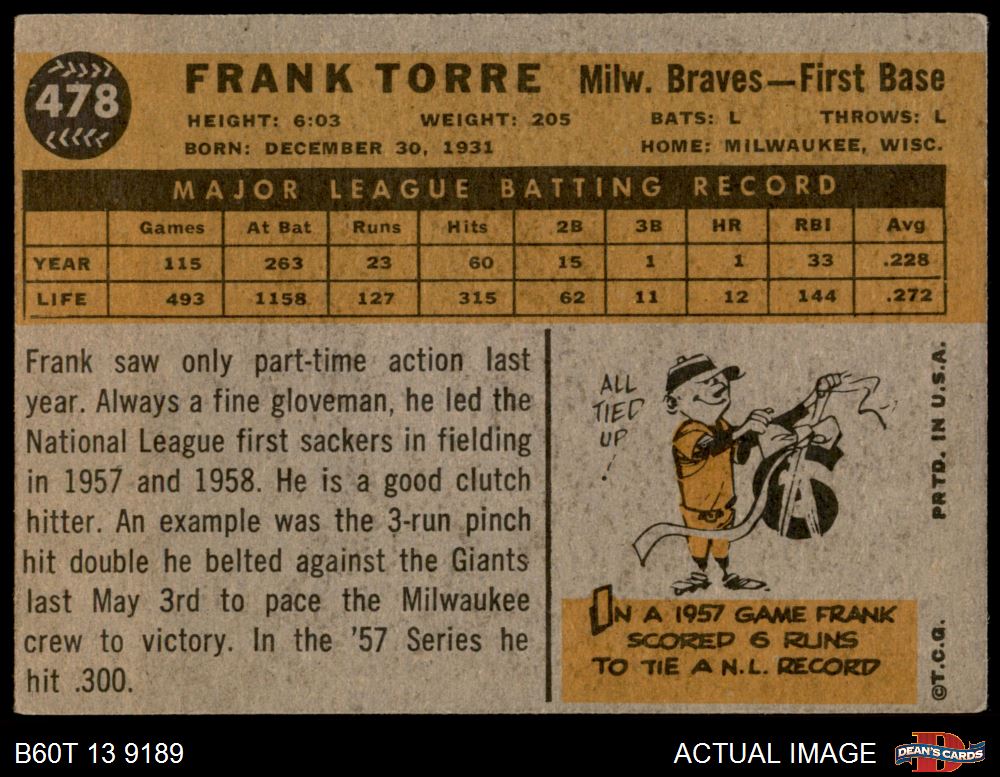 478
FRANK TORRE Milw. Braves—First Base
HEIGHT: 6:03 WEIGHT: 205 BATS: L THROWS: L
BORN: DECEMBER 30, 1931 HOME: MILWAUKEE, WISC.
MAJOR LEAGUE BATTING RECORD
Games At Bat Runs Hits 2B 3B HR RBI Avg
YEAR 115 263 23 60 15 1 1 33 .228
LIFE 493 1158 127 315 62 11 12 144 .272
Frank saw only part-time action last
year. Always a fine gloveman, he led the
National League first sackers in fielding
in 1957 and 1958. He is a good clutch
hitter. An example was the 3-run pinch
hit double he belted against the Giants
last May 3rd to pace the Milwaukee
crew to victory. In the '57 Series he
hit .300.
ALL
TIED
UP
!
6
IN A 1957 GAME FRANK
SCORED 6 RUNS
TO TIE A N.L. RECORD
PRTD. IN U.S.A.
©T.C.G.
B60T 13 9189
ACTUAL IMAGE
D
DEAN'S CARDS